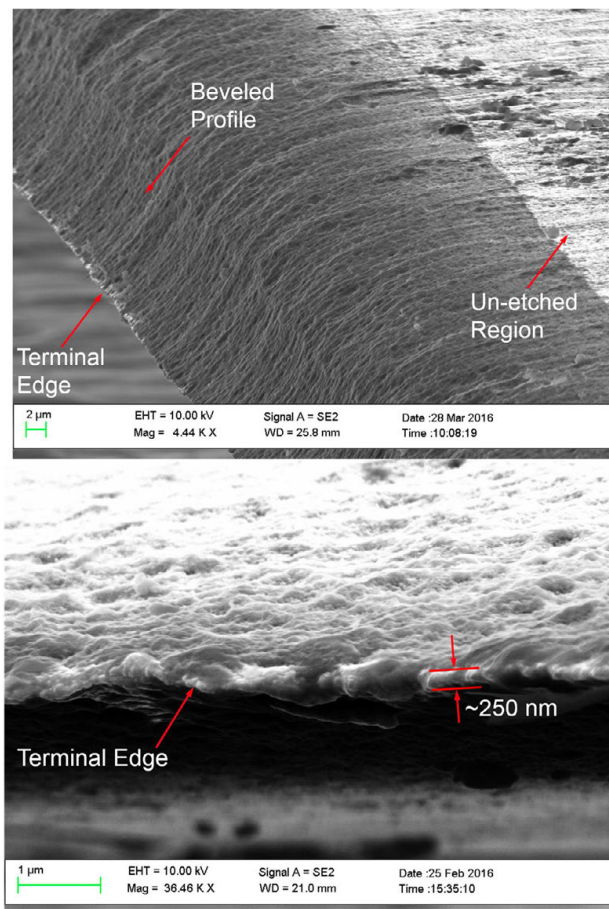 Beveled
Profile
Un-etched
Region
Terminal
Edge
2 µm
EHT = 10.00 kV
Signal A = SE2
Date :28 Mar 2016
Mag = 4.44 K X
WD = 25.8 mm
Time :10:08:19
~250 nm
Terminal Edge
1 µm
EHT = 10.00 kV
Signal A = SE2
Date :25 Feb 2016
Mag = 36.46 K X
WD = 21.0 mm
Time :15:35:10